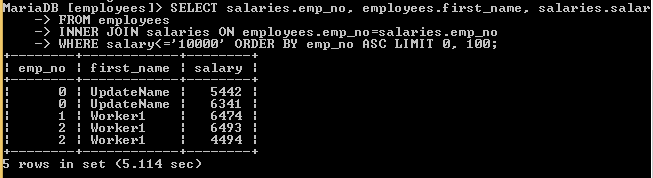 MariaDB [employees]> SELECT salaries.emp_no, employees.first_name, salaries.salar
-> FROM employees
-> INNER JOIN salaries ON employees.emp_no=salaries.emp_no
-> WHERE salary<='10000' ORDER BY emp_no ASC LIMIT 0, 100;
+--------+------------+--------+
| emp_no | first_name | salary |
+--------+------------+--------+
| 0 | UpdateName | 5442 |
| 0 | UpdateName | 6341 |
| 1 | Worker1 | 6474 |
| 2 | Worker1 | 6493 |
| 2 | Worker1 | 4494 |
+--------+------------+--------+
5 rows in set (5.114 sec)